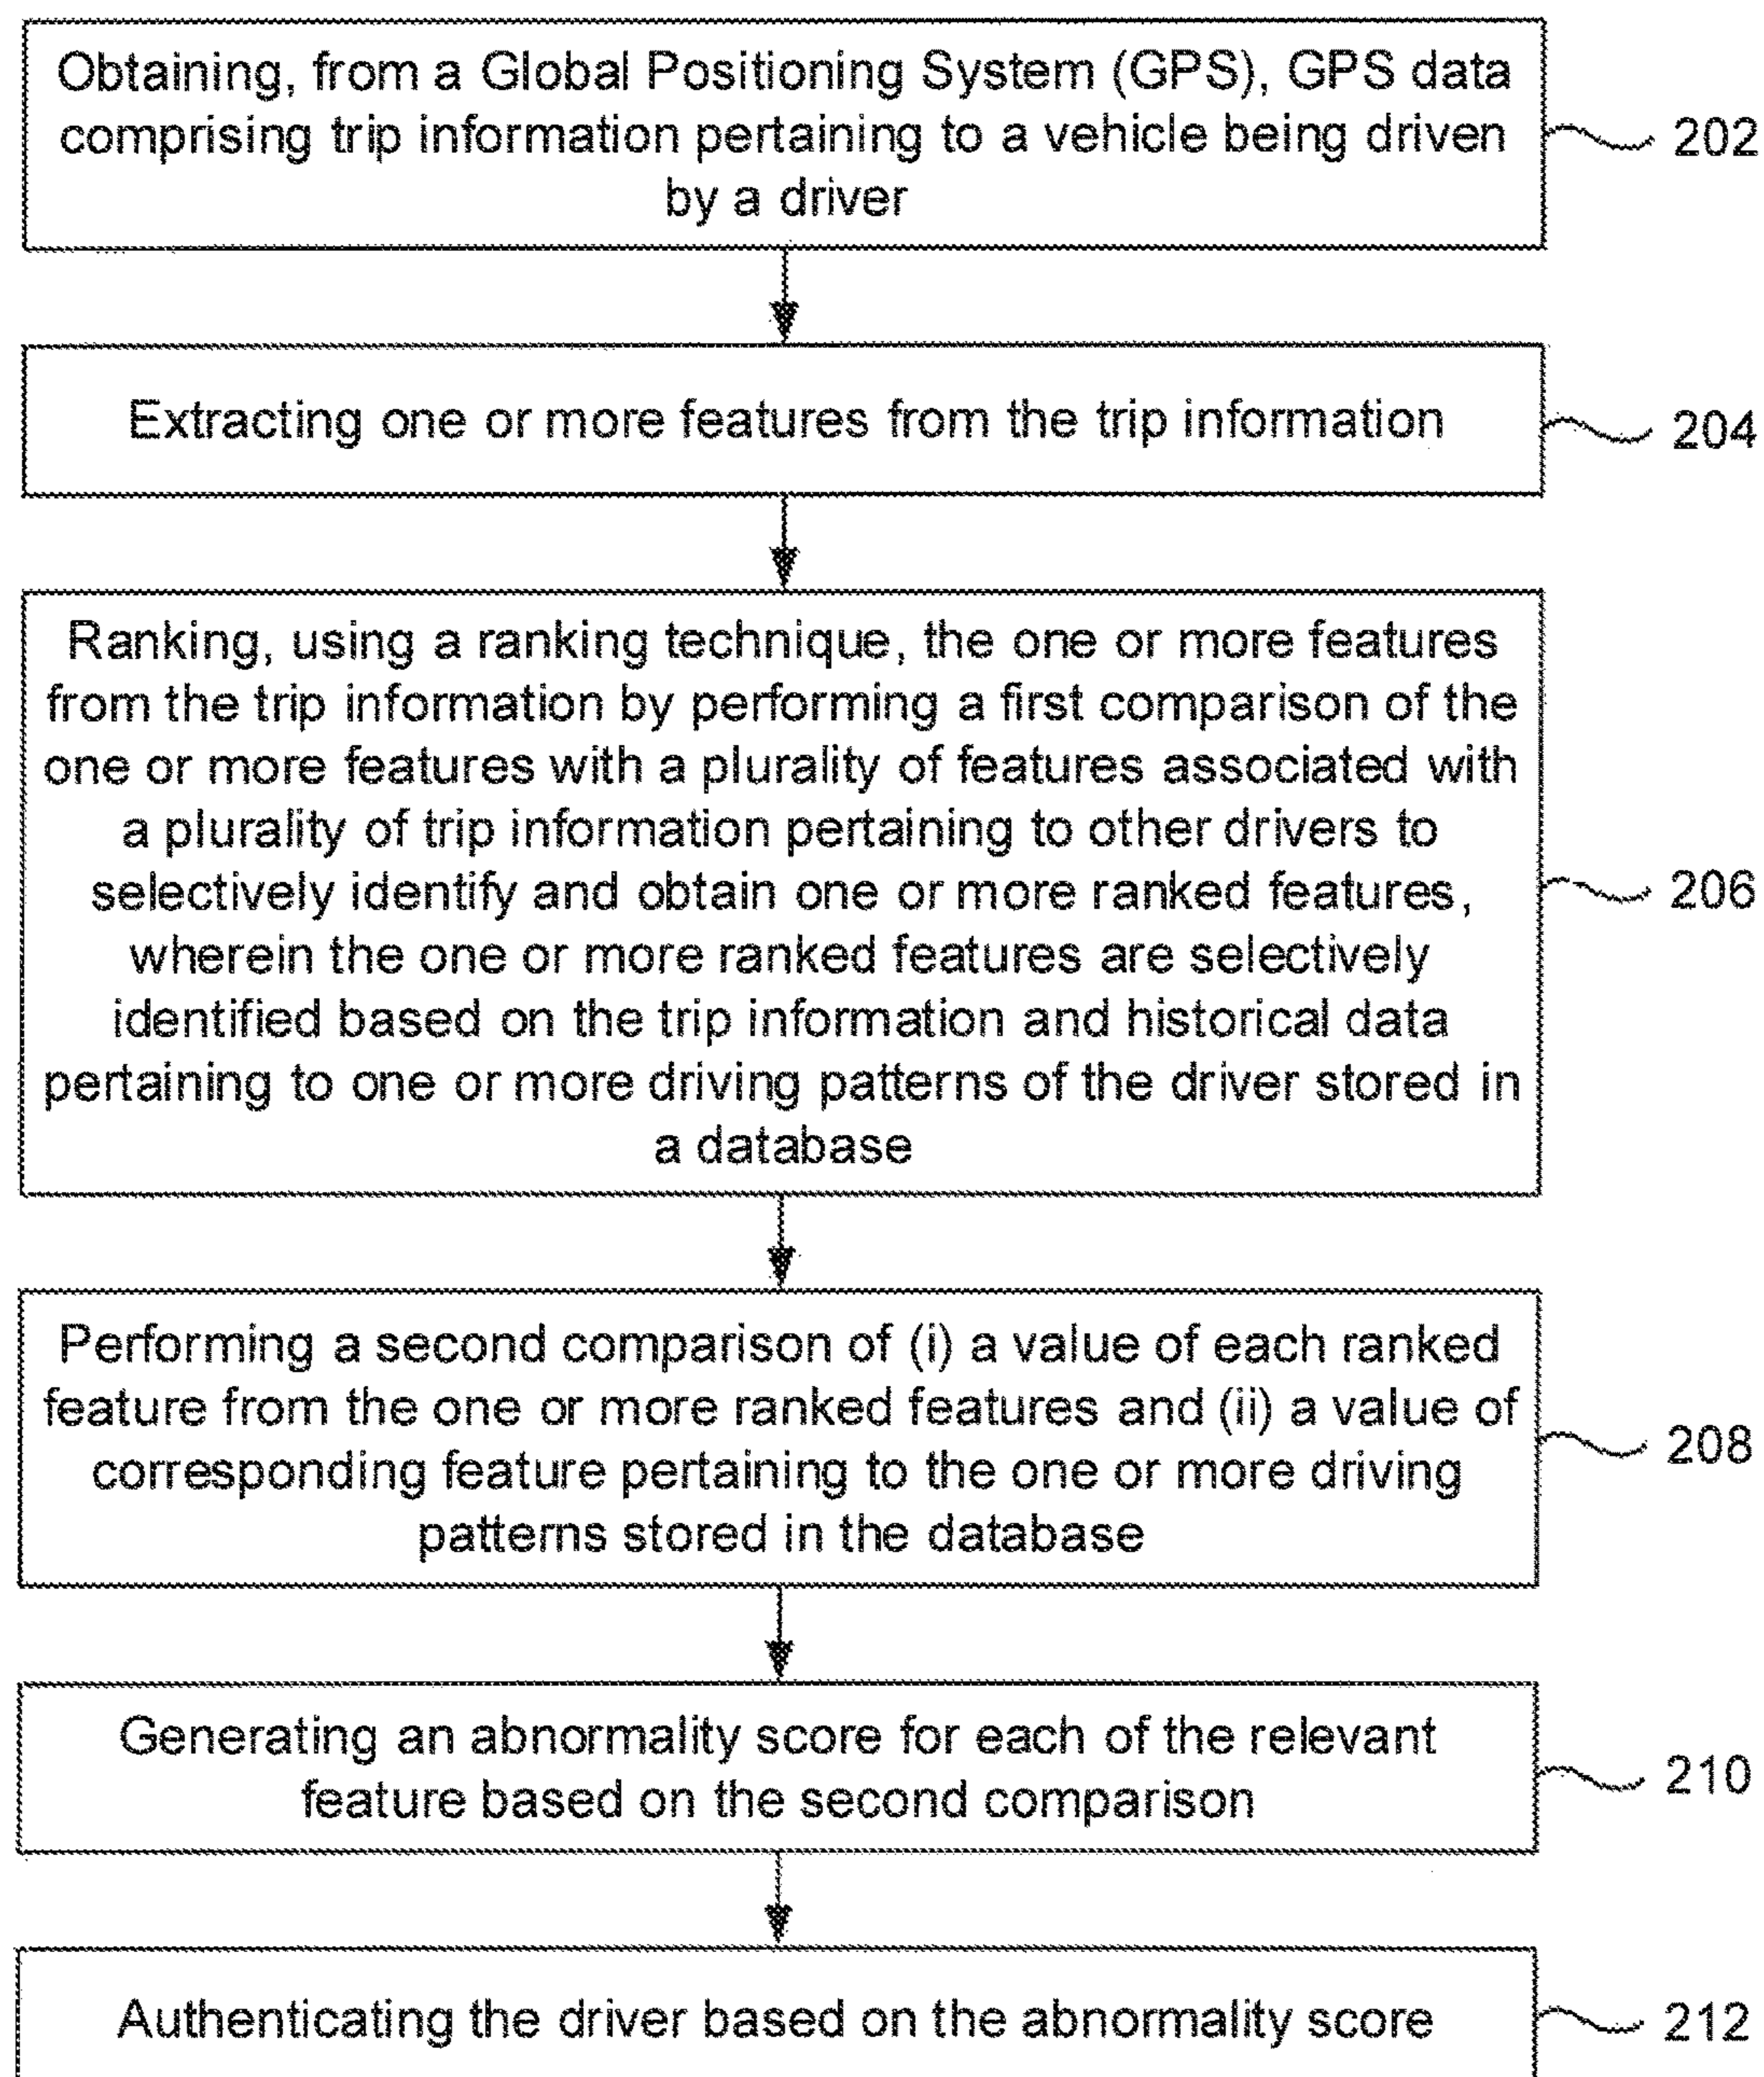 Obtaining, from a Global Positioning System (GPS), GPS data
comprising trip information pertaining to a vehicle being driven
by a driver
202
Extracting one or more features from the trip information
204
Ranking, using a ranking technique, the one or more features
from the trip information by performing a first comparison of the
one or more features with a plurality of features associated with
a plurality of trip information pertaining to other drivers to
selectively identify and obtain one or more ranked features,
wherein the one or more ranked features are selectively
identified based on the trip information and historical data
pertaining to one or more driving patterns of the driver stored in
a database
206
Performing a second comparison of (i) a value of each ranked
feature from the one or more ranked features and (ii) a value of
corresponding feature pertaining to the one or more driving
patterns stored in the database
208
Generating an abnormality score for each of the relevant
feature based on the second comparison
210
Authenticating the driver based on the abnormality score
212